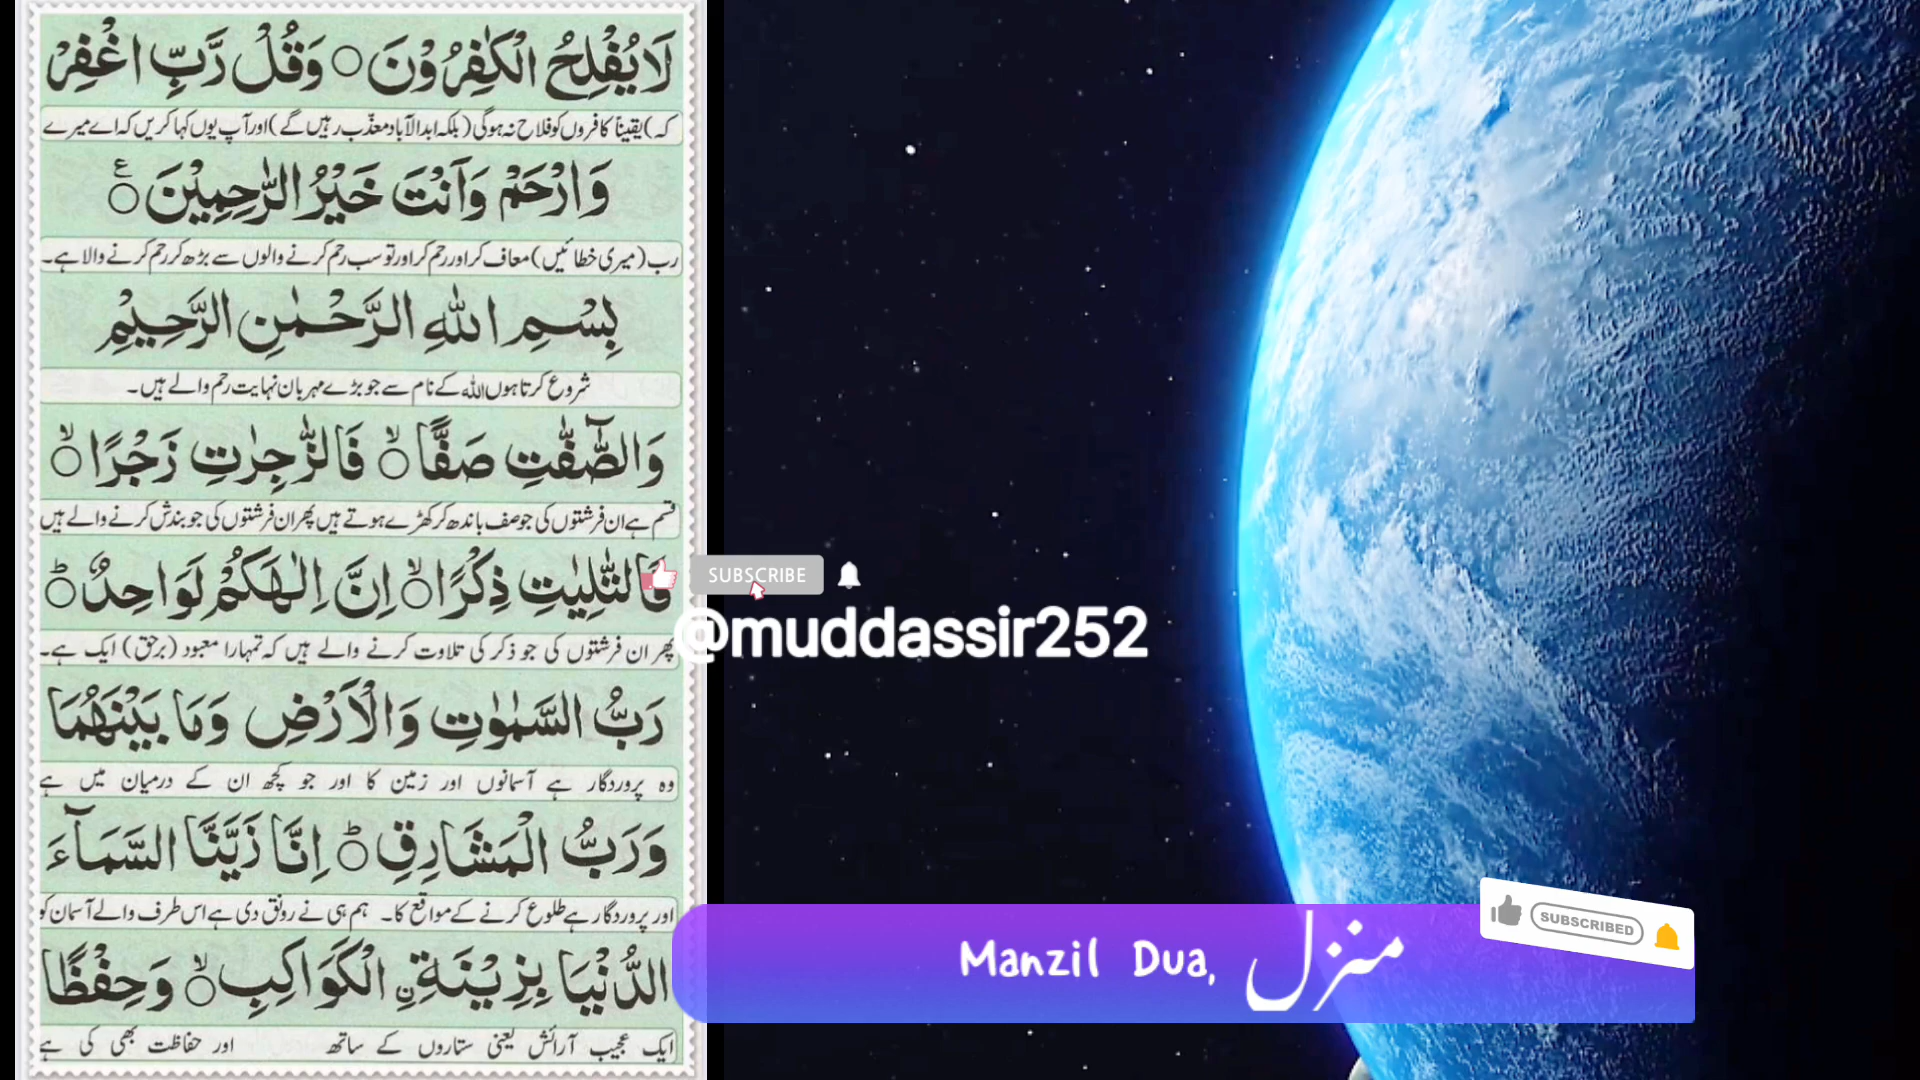 لَا يُفْلِحُ الْكٰفِرُوْنَ ۝ وَقُلْ رَّبِّ اغْفِرْ
کہ) یقیناً کافروں کو فلاح نہ ہوگی (بلکہ ابدالآباد معذّب رہیں گے) اور آپ یوں کہا کریں کہ اے میرے
وَارْحَمْ وَاَنْتَ خَيْرُ الرّٰحِمِيْنَ ۝ ع
رب (میری خطائیں) معاف کر اور رحم کر اور تو سب رحم کرنے والوں سے بڑھ کر رحم کرنے والا ہے۔
بِسْمِ اللهِ الرَّحْمٰنِ الرَّحِيْمِ
شروع کرتا ہوں اللہ کے نام سے جو بڑے مہربان نہایت رحم والے ہیں۔
وَالصّٰٓفّٰتِ صَفًّا ۝ۙ فَالزّٰجِرٰتِ زَجْرًا ۝ۙ
قسم ہے ان فرشتوں کی جو صف باندھ کر کھڑے ہوتے ہیں پھر ان فرشتوں کی جو بندش کرنے والے ہیں
فَالتّٰلِيٰتِ ذِكْرًا ۝ۙ اِنَّ اِلٰهَكُمْ لَوَاحِدٌ ۝ؕ
پھر ان فرشتوں کی جو ذکر کی تلاوت کرنے والے ہیں کہ تمہارا معبود (برحق) ایک ہے۔
رَبُّ السَّمٰوٰتِ وَالْاَرْضِ وَمَا بَيْنَهُمَا
وہ پروردگار ہے آسمانوں اور زمین کا اور جو کچھ ان کے درمیان میں ہے
وَرَبُّ الْمَشَارِقِ ۝ؕ اِنَّا زَيَّنَّا السَّمَآءَ
اور پروردگار ہے طلوع کرنے کے مواقع کا۔ ہم ہی نے رونق دی ہے اس طرف والے آسمان کو
الدُّنْيَا بِزِيْنَةِ ِۨالْكَوَاكِبِ ۝ۙ وَحِفْظًا
ایک عجیب آرائش یعنی ستاروں کے ساتھ اور حفاظت بھی کی ہے
SUBSCRIBE
@muddassir252
Manzil Dua, منزل
SUBSCRIBED